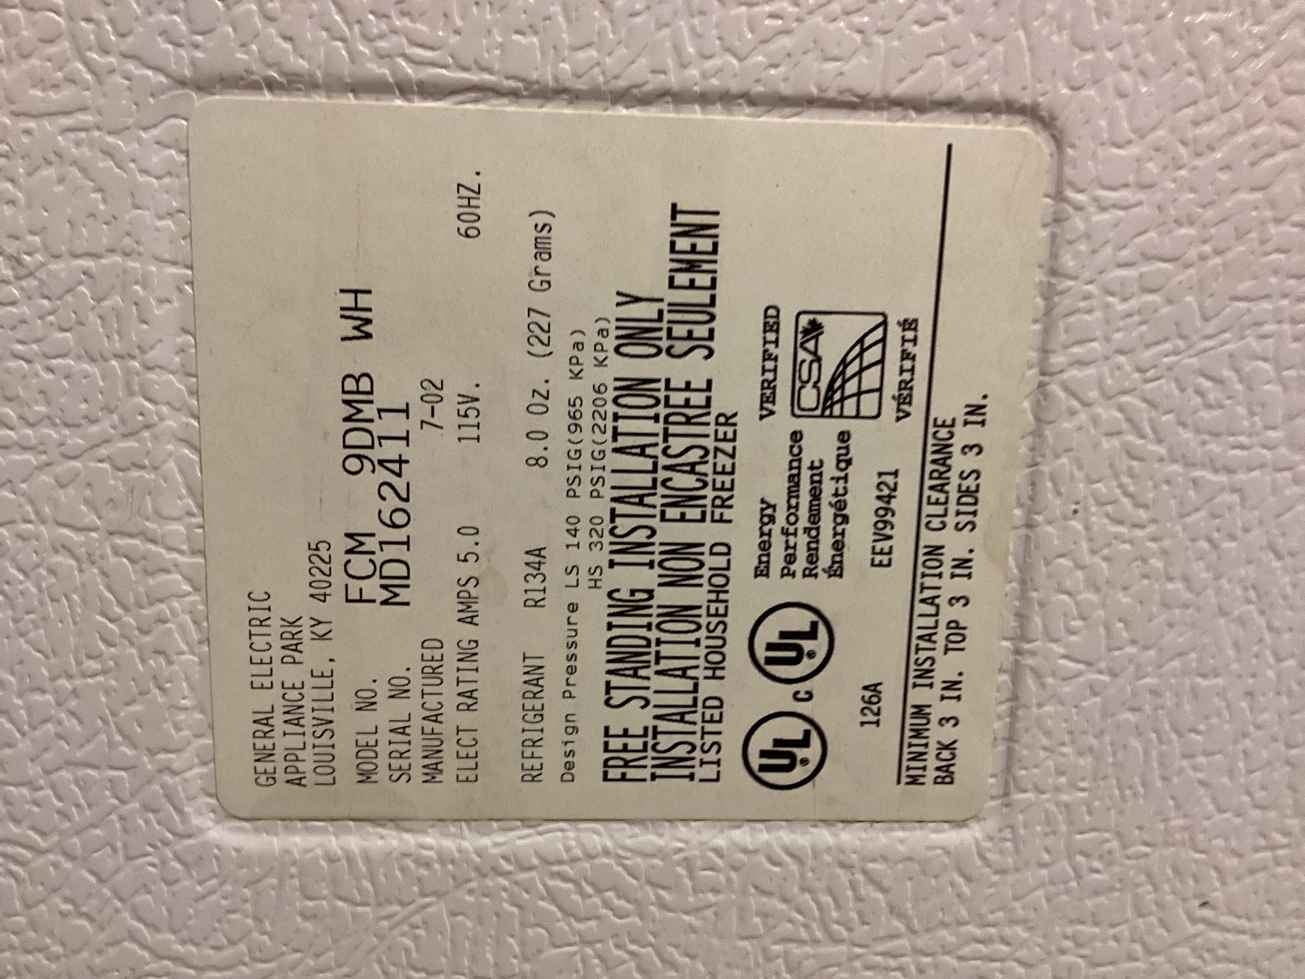 GENERAL ELECTRIC
APPLIANCE PARK
LOUISVILLE, KY 40225
MODEL NO. FCM 9DMB WH
SERIAL NO. MD162411
MANUFACTURED 7-02
ELECT RATING AMPS 5.0 115V. 60HZ.
REFRIGERANT R134A 8.0 Oz. (227 Grams)
Design Pressure LS 140 PSIG(965 KPa)
HS 320 PSIG(2206 KPa)
FREE STANDING INSTALLATION ONLY
INSTALLATION NON ENCASTREE SEULEMENT
LISTED HOUSEHOLD FREEZER
UL ® C UL ®
Energy
Performance
Rendement
Énergétique
VERIFIED
CSA
VÉRIFIÉ
126A EEV99421
MINIMUM INSTALLATION CLEARANCE
BACK 3 IN. TOP 3 IN. SIDES 3 IN.